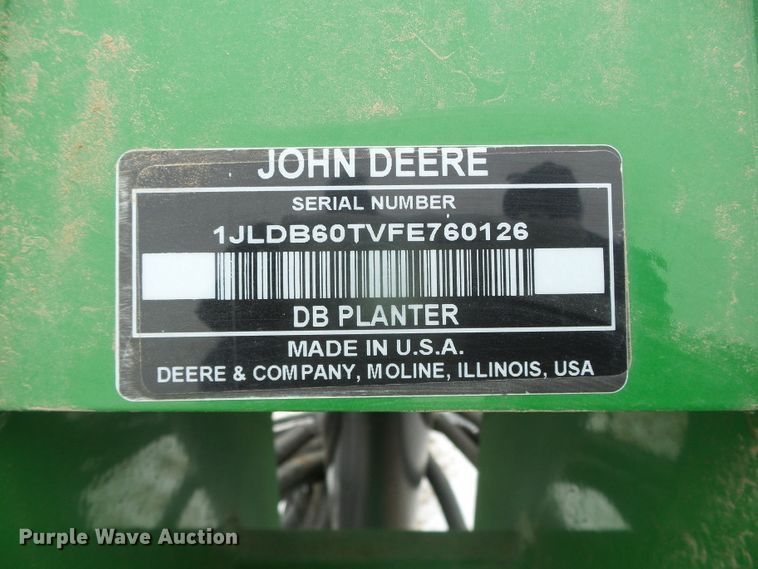 JOHN DEERE
SERIAL NUMBER
1JLDB60TVFE760126
DB PLANTER
MADE IN U.S.A.
DEERE & COMPANY, MOLINE, ILLINOIS, USA
Purple Wave Auction®